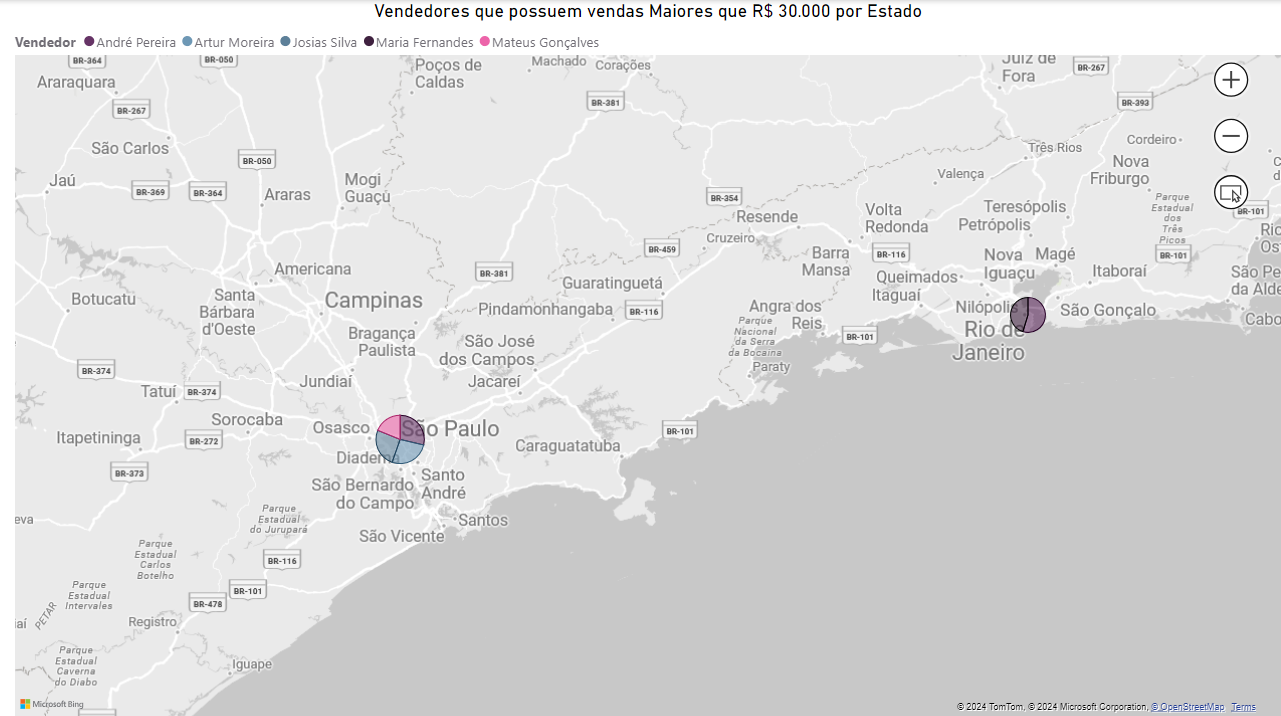 Vendedores que possuem vendas Maiores que R$ 30.000 por Estado
Vendedor André Pereira Artur Moreira Josias Silva Maria Fernandes Mateus Gonçalves
BR-364
BR-050
Poços de
Caldas
Machado
Corações
Juiz de
Fora
BR-267
Araraquara
BR-267
BR-381
BR-393
São Carlos
BR-050
Três Rios
Cordeiro
Nova
Friburgo
Jaú
BR-369
BR-364
Araras
Mogi
Guaçu
BR-354
Valença
Parque
Estadual
dos
Três
Picos
BR-101
Resende
Volta
Redonda
Teresópolis
Petrópolis
Cruzeiro
BR-459
Barra
Mansa
BR-116
Nova
Iguaçu
Magé
BR-101
Americana
BR-381
Guaratinguetá
Queimados
Itaguaí
Itaboraí
São Pe
da Alde
Botucatu
Santa
Bárbara
d'Oeste
Campinas
Pindamonhangaba
BR-116
Angra dos
Reis
Nilópolis
São Gonçalo
Cabo
Bragança
Paulista
São José
dos Campos
Parque
Nacional
da Serra
da Bocaina
BR-101
Rio de
Janeiro
BR-374
Jundiaí
Jacareí
Paraty
Tatuí
BR-374
Sorocaba
Osasco
São Paulo
BR-101
Itapetininga
BR-272
Caraguatatuba
Diadema
BR-373
Santo
André
São Bernardo
do Campo
eva
Parque
Estadual
do Jurupará
Santos
São Vicente
Parque
Estadual
Carlos
Botelho
BR-116
Parque
Estadual
Intervales
BR-101
BR-478
PETAR
Registro
Parque
Estadual
Caverna
do Diabo
Iguape
Microsoft Bing
© 2024 TomTom, © 2024 Microsoft Corporation, © OpenStreetMap Terms